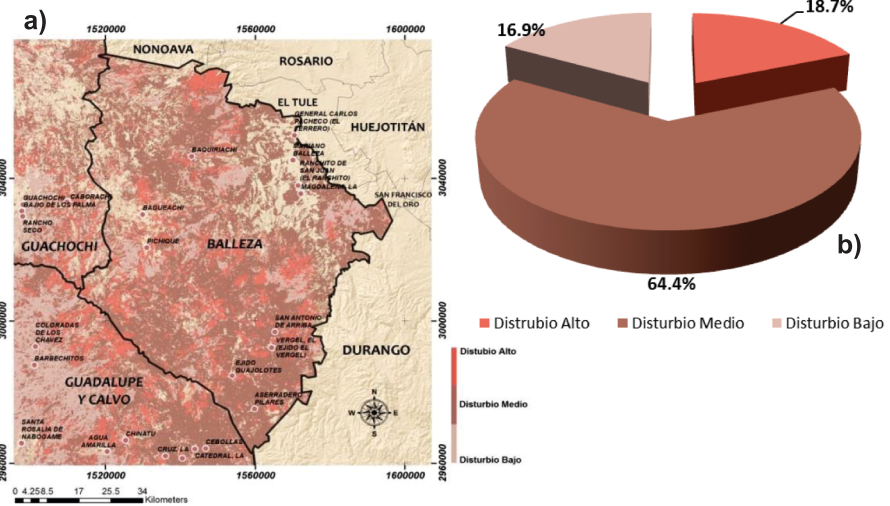 a)
1520000
1560000
1600000
NONOAVA
ROSARIO
EL TULE
GENERAL CARLOS
PACHECO (EL
FERRERO)
HUEJOTITÁN
MARIANO
BALLEZA
BAQUIRIACHI
RANCHITO DE
SAN JUAN
(EL RANCHITO)
MAGDALENA, LA
3040000
3040000
SAN FRANCISCO
DEL ORO
GUACHOCHI
CABORACHI
BAJIO DE LOS PALMA
RANCHO
SECO
BAGUEACHI
GUACHOCHI
PICHIQUE
BALLEZA
3000000
3000000
SAN ANTONIO
DE ARRIBA
COLORADAS
DE LOS
CHAVEZ
VERGEL, EL
(EJIDO EL
VERGEL)
DURANGO
BARBECHITOS
EJIDO
GUAJOLOTES
GUADALUPE
Y CALVO
ASERRADERO
PILARES
N
W
E
S
SANTA
ROSALIA DE
NABOGAME
AGUA
AMARILLA
CHINATU
CEBOLLAS
CRUZ, LA
CATEDRAL, LA
2960000
2960000
1520000
1560000
1600000
0 4.25 8.5 17 25.5 34
Kilometers
18.7%
16.9%
b)
64.4%
Distrubio Alto
Disturbio Medio
Disturbio Bajo
Distubio Alto
Disturbio Medio
Disturbio Bajo